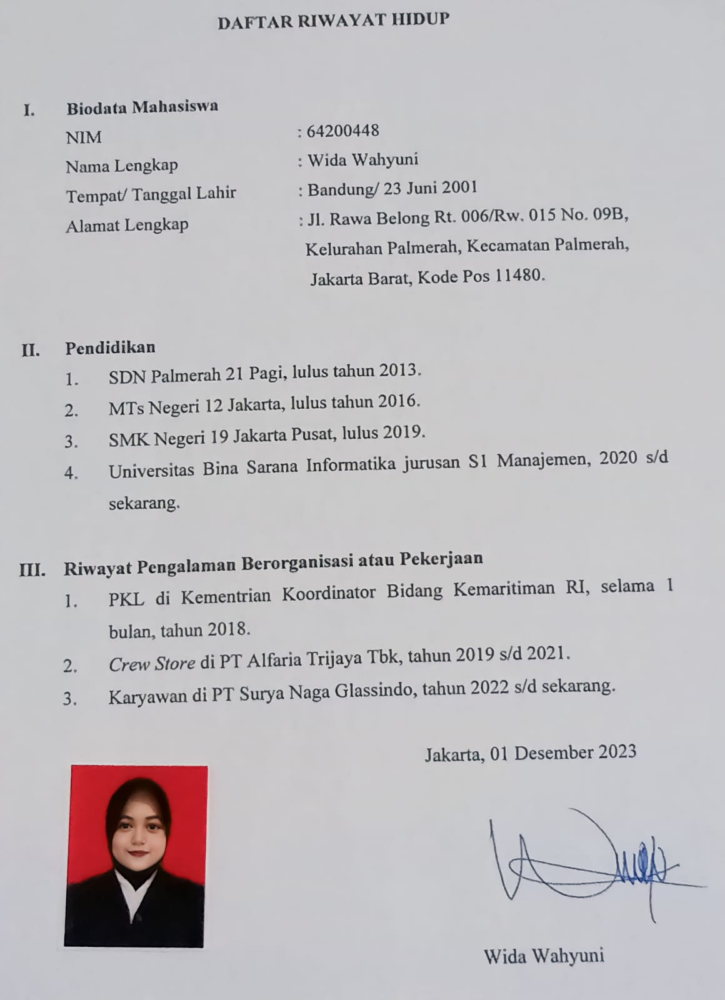 DAFTAR RIWAYAT HIDUP
I. Biodata Mahasiswa
NIM : 64200448
Nama Lengkap : Wida Wahyuni
Tempat/ Tanggal Lahir : Bandung/ 23 Juni 2001
Alamat Lengkap : Jl. Rawa Belong Rt. 006/Rw. 015 No. 09B,
Kelurahan Palmerah, Kecamatan Palmerah,
Jakarta Barat, Kode Pos 11480.
II. Pendidikan
1. SDN Palmerah 21 Pagi, lulus tahun 2013.
2. MTs Negeri 12 Jakarta, lulus tahun 2016.
3. SMK Negeri 19 Jakarta Pusat, lulus 2019.
4. Universitas Bina Sarana Informatika jurusan S1 Manajemen, 2020 s/d
sekarang.
III. Riwayat Pengalaman Berorganisasi atau Pekerjaan
1. PKL di Kementrian Koordinator Bidang Kemaritiman RI, selama 1
bulan, tahun 2018.
2. Crew Store di PT Alfaria Trijaya Tbk, tahun 2019 s/d 2021.
3. Karyawan di PT Surya Naga Glassindo, tahun 2022 s/d sekarang.
Jakarta, 01 Desember 2023
Wida Wahyuni